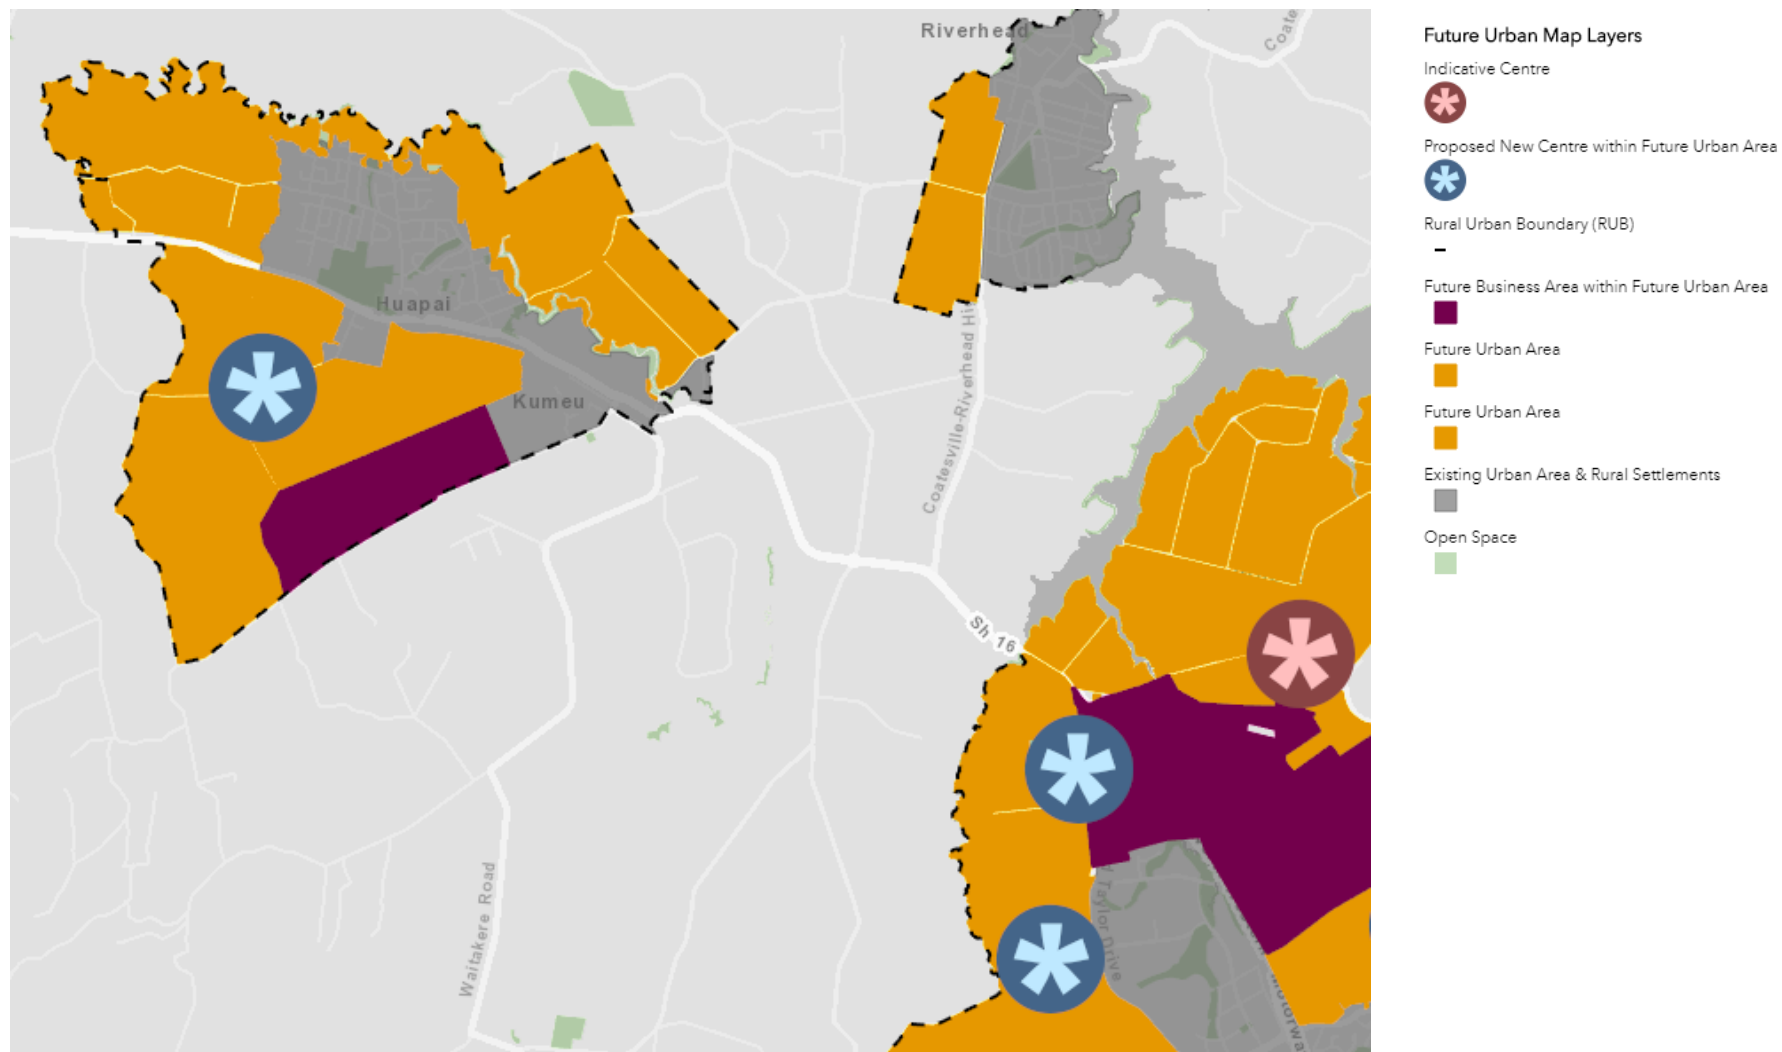 Riverhead
Coate
Huapai
Kumeu
Coatesville-Riverhead Hi
Sh 16
Waitakere Road
d Taylor Drive
Motorwa
Future Urban Map Layers
Indicative Centre
Proposed New Centre within Future Urban Area
Rural Urban Boundary (RUB)
Future Business Area within Future Urban Area
Future Urban Area
Future Urban Area
Existing Urban Area & Rural Settlements
Open Space